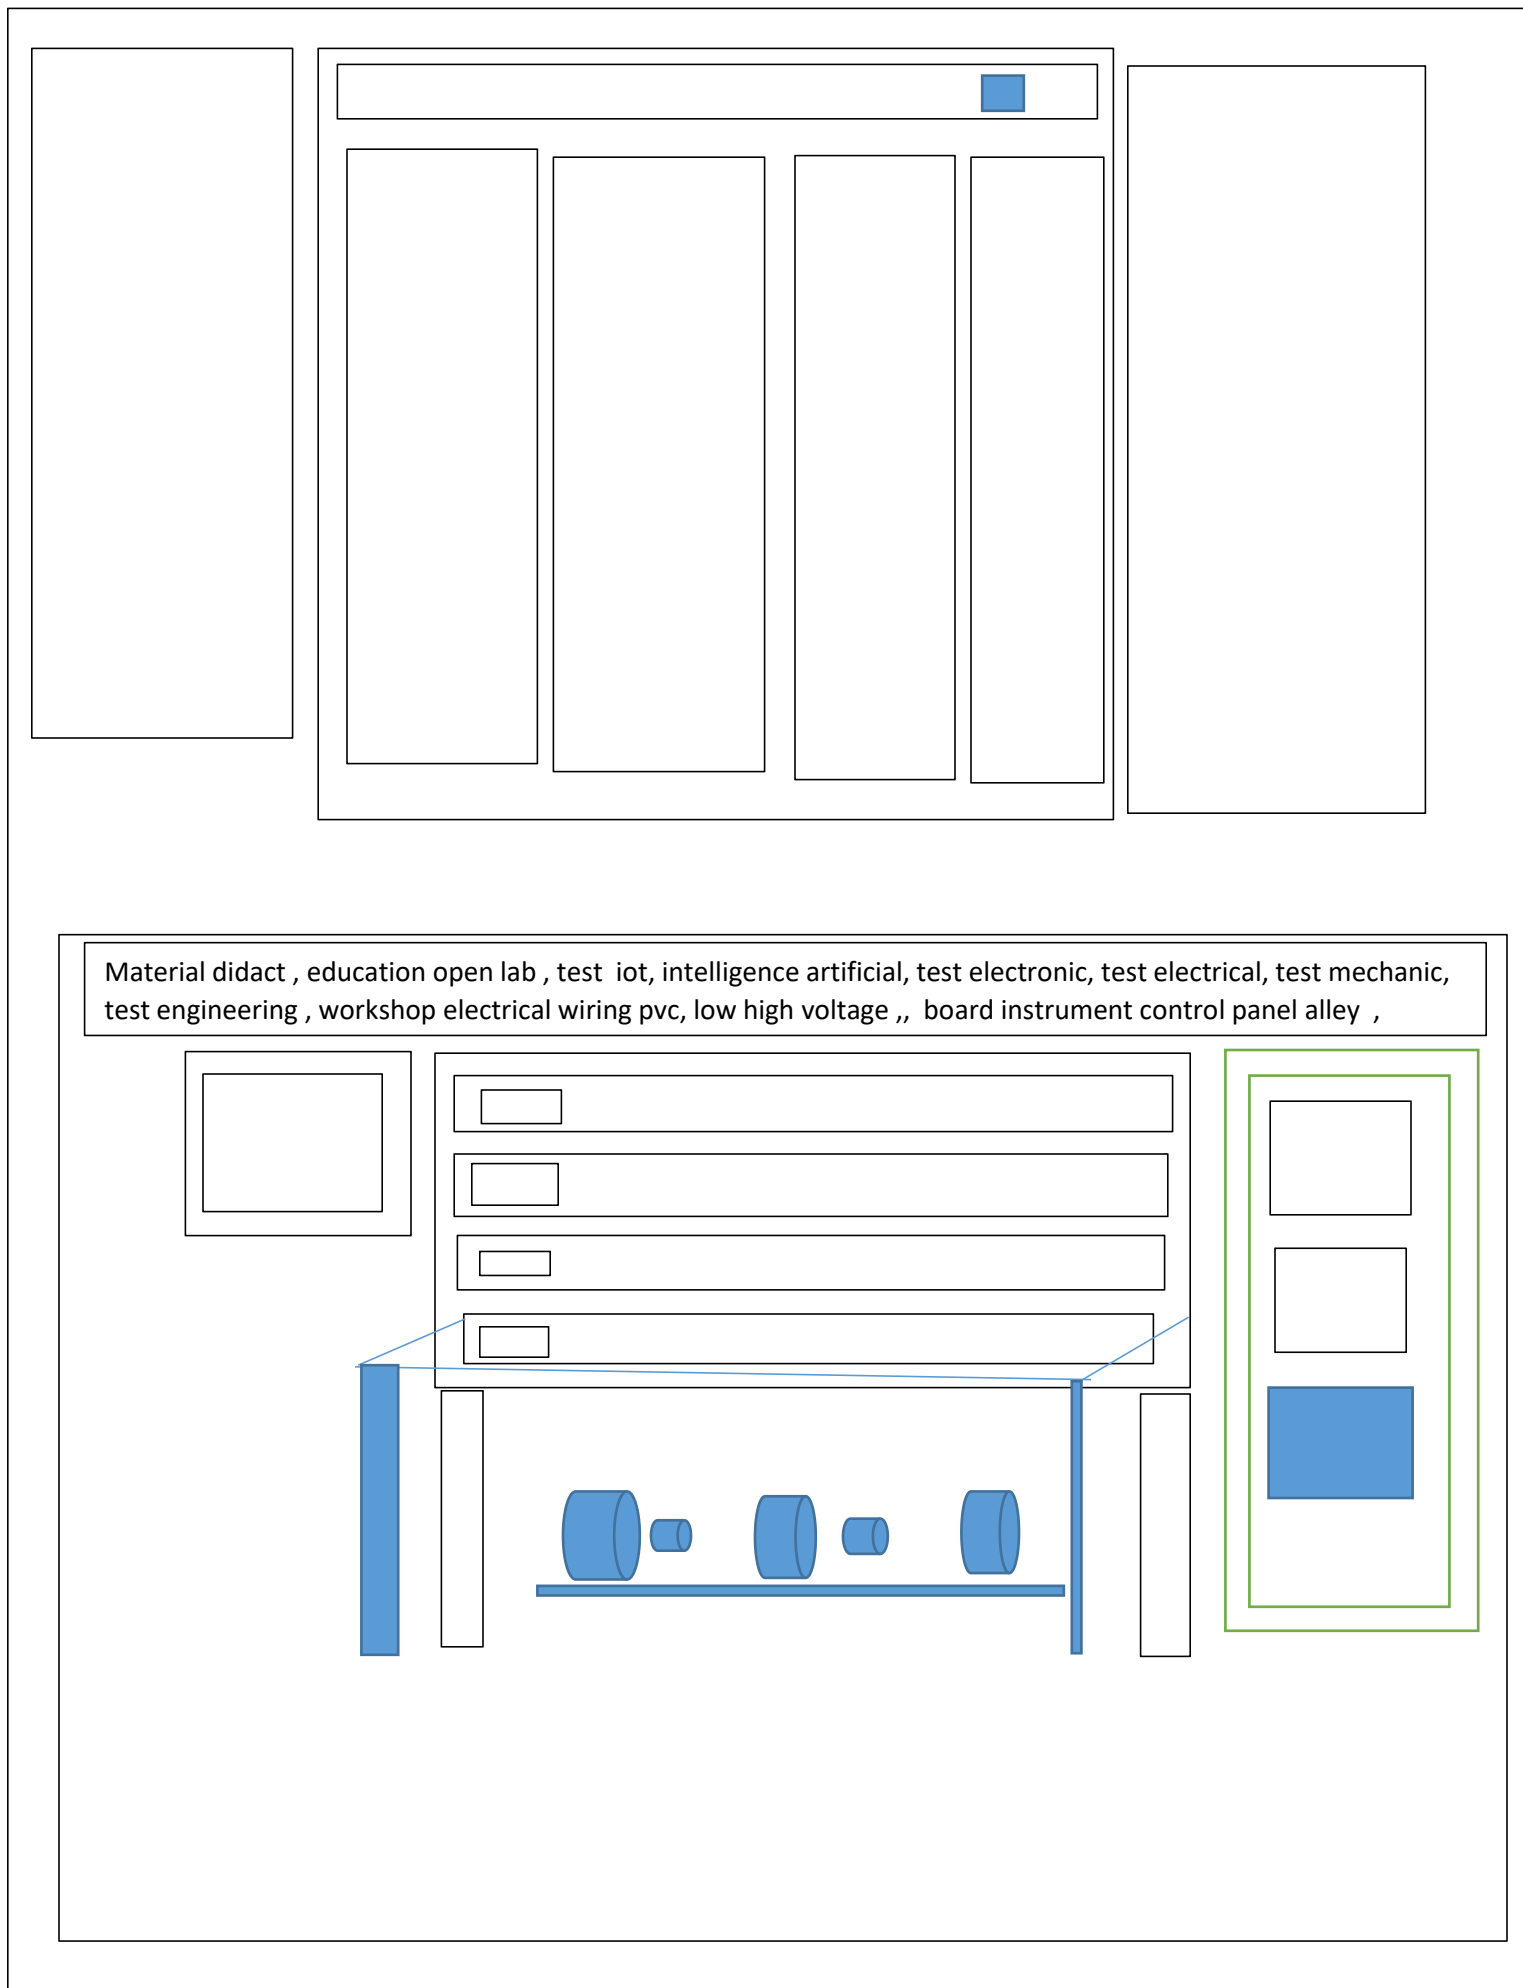 Material didact , education open lab , test  iot, intelligence artificial, test electronic, test electrical, test mechanic,
test engineering , workshop electrical wiring pvc, low high voltage ,,  board instrument control panel alley  ,